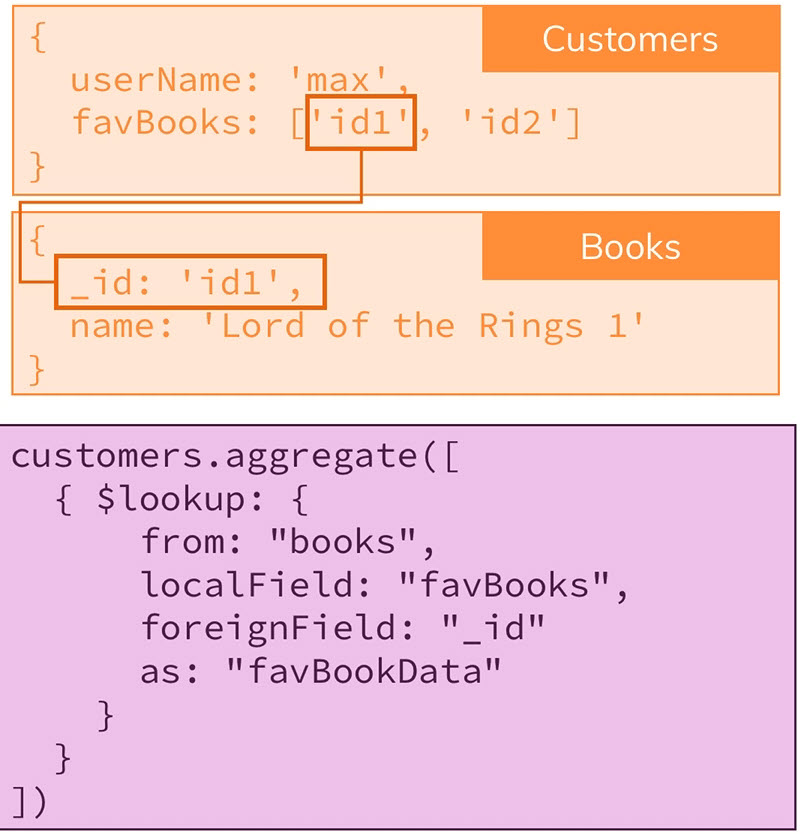 {
Customers
userName: 'max',
favBooks: ['id1', 'id2']
}
{
Books
_id: 'id1',
name: 'Lord of the Rings 1'
}
customers.aggregate([
{ $lookup: {
from: "books",
localField: "favBooks",
foreignField: "_id"
as: "favBookData"
}
}
])